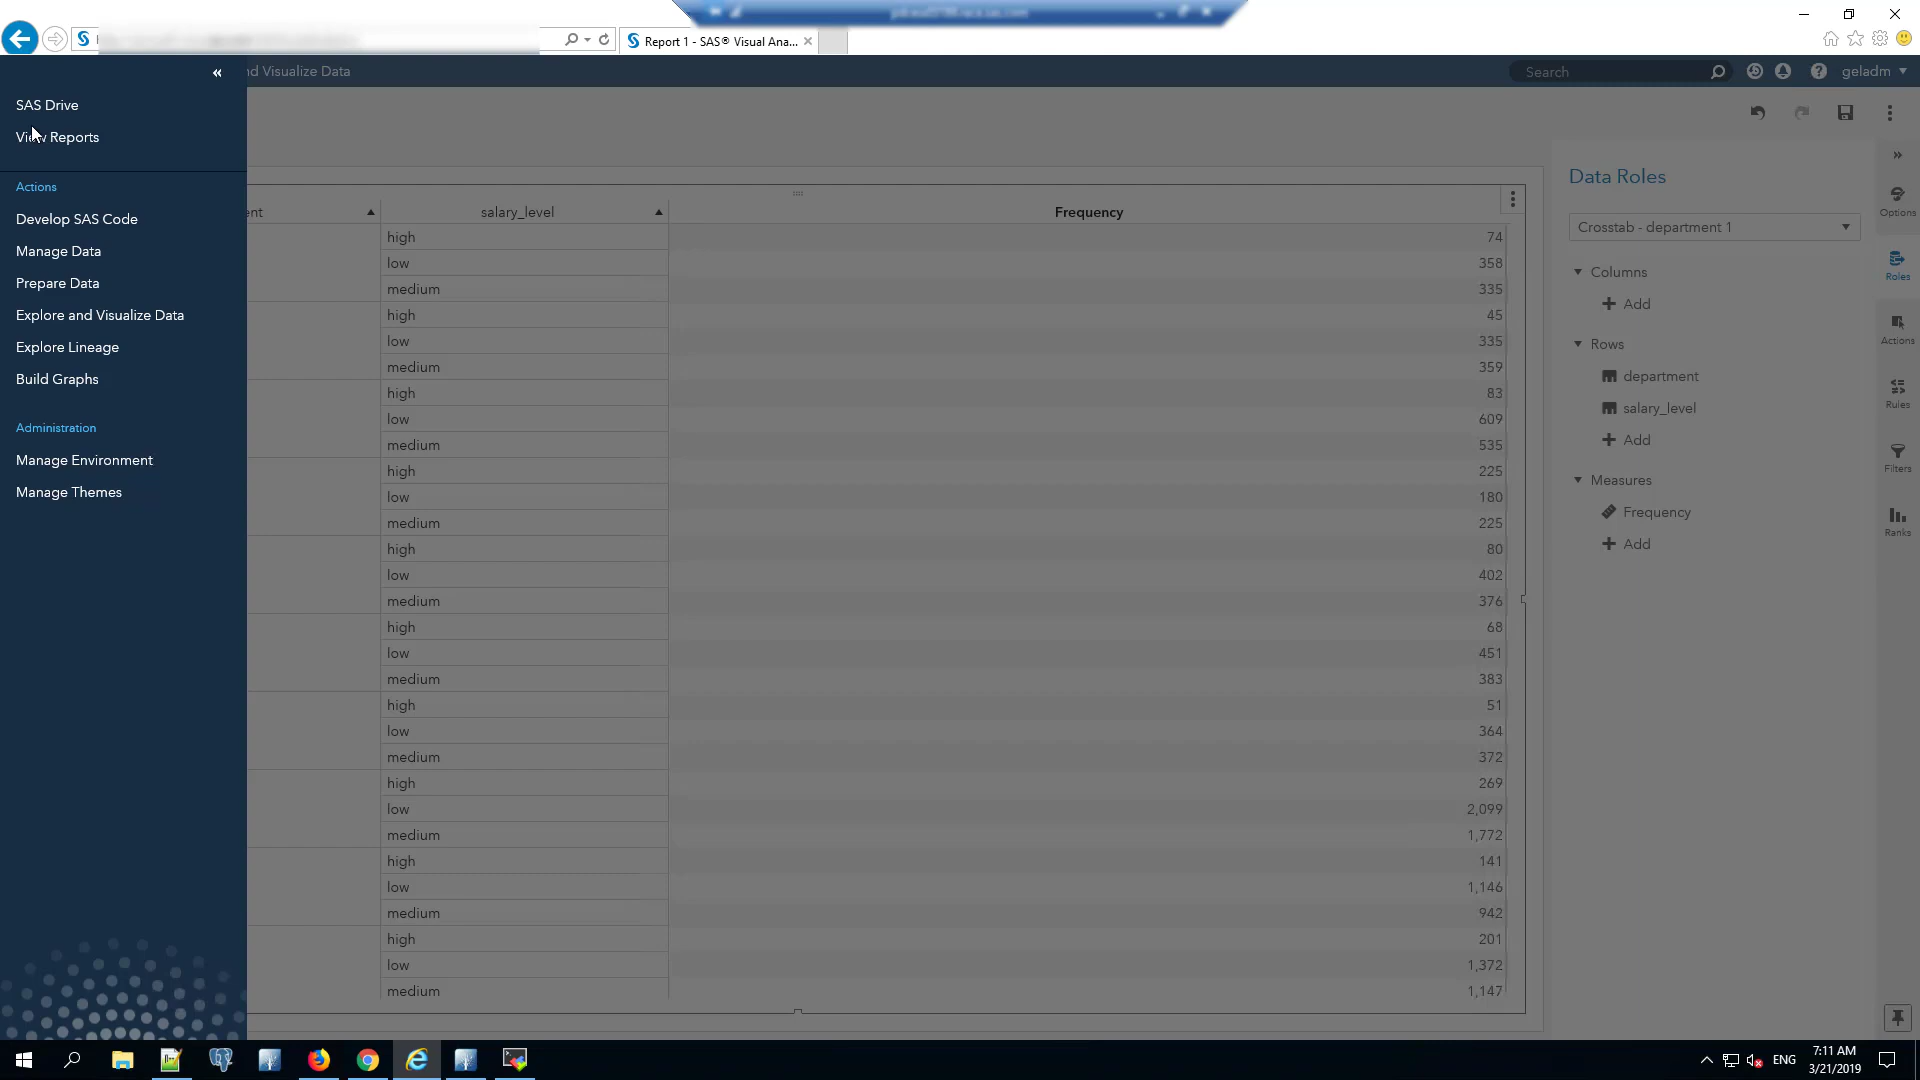 Report 1 - SAS® Visual Ana...
nd Visualize Data
Search
geladm
SAS Drive
View Reports
Actions
Develop SAS Code
Manage Data
Prepare Data
Explore and Visualize Data
Explore Lineage
Build Graphs
Administration
Manage Environment
Manage Themes
ent salary_level Frequency
high 74
low 358
medium 335
high 45
low 335
medium 359
high 83
low 609
medium 535
high 225
low 180
medium 225
high 80
low 402
medium 376
high 68
low 451
medium 383
high 51
low 364
medium 372
high 269
low 2,099
medium 1,772
high 141
low 1,146
medium 942
high 201
low 1,372
medium 1,147
Data Roles
Crosstab - department 1
Columns
Add
Rows
department
salary_level
Add
Measures
Frequency
Add
Options
Roles
Actions
Rules
Filters
Ranks
ENG
7:11 AM
3/21/2019